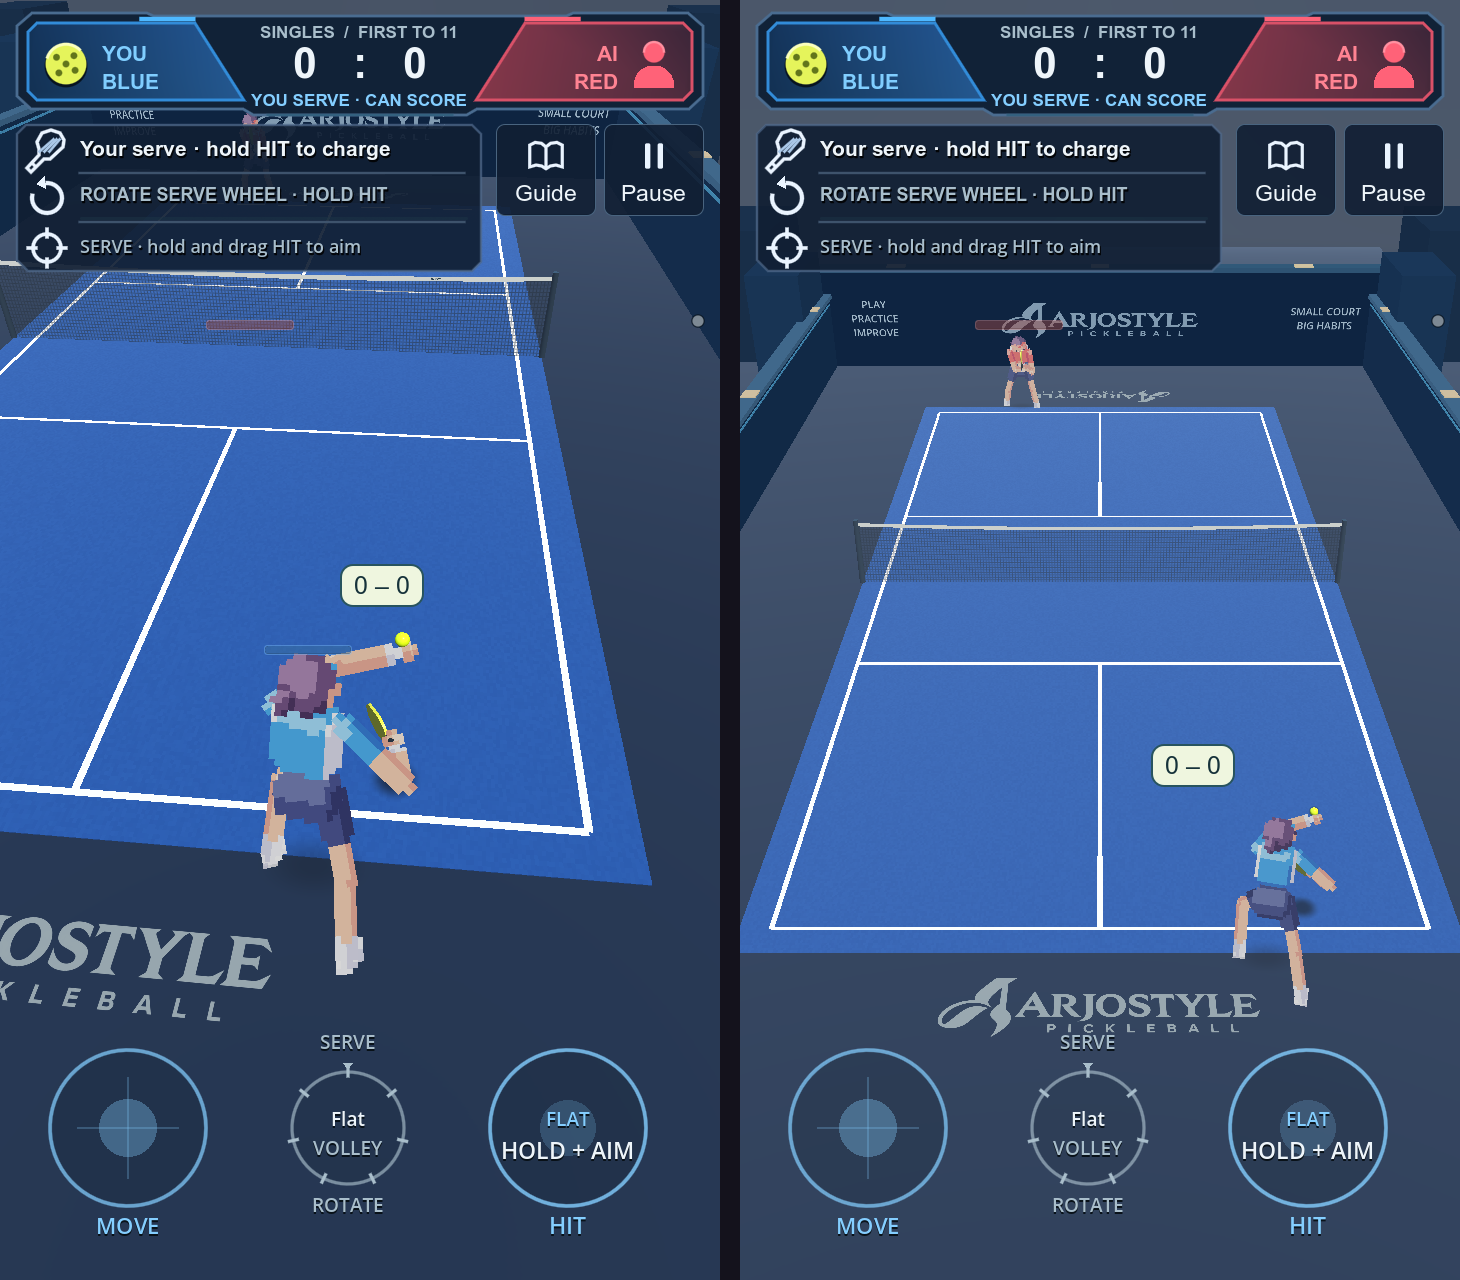 YOU
BLUE
SINGLES / FIRST TO 11
0 : 0
YOU SERVE · CAN SCORE
AI
RED
PRACTICE
IMPROVE
ARJOSTYLE
SMALL COURT
BIG HABITS
Your serve · hold HIT to charge
ROTATE SERVE WHEEL · HOLD HIT
SERVE · hold and drag HIT to aim
Guide
Pause
0 – 0
JOSTYLE
KLEBALL
SERVE
Flat
VOLLEY
ROTATE
MOVE
FLAT
HOLD + AIM
HIT
YOU
BLUE
SINGLES / FIRST TO 11
0 : 0
YOU SERVE · CAN SCORE
AI
RED
Your serve · hold HIT to charge
ROTATE SERVE WHEEL · HOLD HIT
SERVE · hold and drag HIT to aim
Guide
Pause
PLAY
PRACTICE
IMPROVE
ARJOSTYLE
PICKLEBALL
SMALL COURT
BIG HABITS
0 – 0
ARJOSTYLE
PICKLEBALL
SERVE
Flat
VOLLEY
ROTATE
MOVE
FLAT
HOLD + AIM
HIT